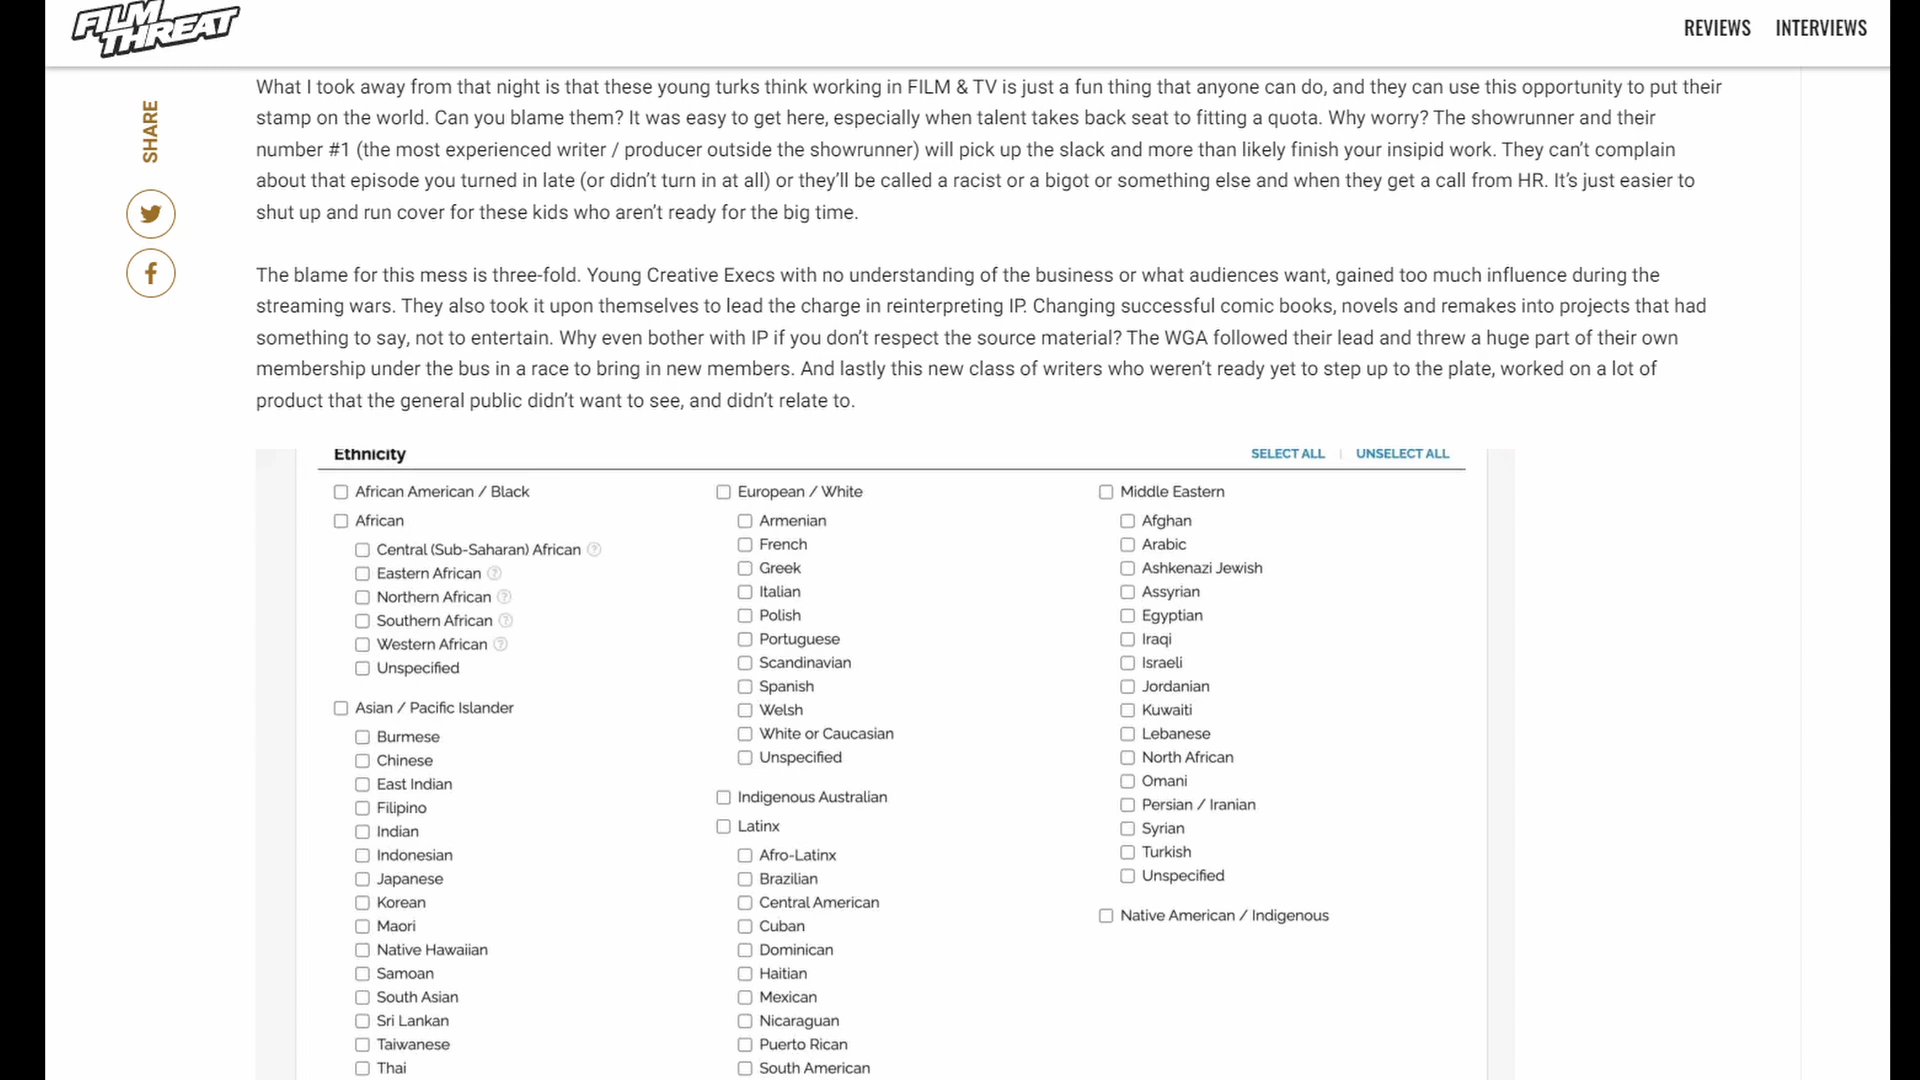 FILM
THREAT
REVIEWS INTERVIEWS
SHARE
What I took away from that night is that these young turks think working in FILM & TV is just a fun thing that anyone can do, and they can use this opportunity to put their
stamp on the world. Can you blame them? It was easy to get here, especially when talent takes back seat to fitting a quota. Why worry? The showrunner and their
number #1 (the most experienced writer / producer outside the showrunner) will pick up the slack and more than likely finish your insipid work. They can’t complain
about that episode you turned in late (or didn’t turn in at all) or they’ll be called a racist or a bigot or something else and when they get a call from HR. It’s just easier to
shut up and run cover for these kids who aren’t ready for the big time.
The blame for this mess is three-fold. Young Creative Execs with no understanding of the business or what audiences want, gained too much influence during the
streaming wars. They also took it upon themselves to lead the charge in reinterpreting IP. Changing successful comic books, novels and remakes into projects that had
something to say, not to entertain. Why even bother with IP if you don’t respect the source material? The WGA followed their lead and threw a huge part of their own
membership under the bus in a race to bring in new members. And lastly this new class of writers who weren’t ready yet to step up to the plate, worked on a lot of
product that the general public didn’t want to see, and didn’t relate to.
Ethnicity
SELECT ALL | UNSELECT ALL
African American / Black
African
Central (Sub-Saharan) African ?
Eastern African ?
Northern African ?
Southern African ?
Western African ?
Unspecified
Asian / Pacific Islander
Burmese
Chinese
East Indian
Filipino
Indian
Indonesian
Japanese
Korean
Maori
Native Hawaiian
Samoan
South Asian
Sri Lankan
Taiwanese
Thai
European / White
Armenian
French
Greek
Italian
Polish
Portuguese
Scandinavian
Spanish
Welsh
White or Caucasian
Unspecified
Indigenous Australian
Latinx
Afro-Latinx
Brazilian
Central American
Cuban
Dominican
Haitian
Mexican
Nicaraguan
Puerto Rican
South American
Middle Eastern
Afghan
Arabic
Ashkenazi Jewish
Assyrian
Egyptian
Iraqi
Israeli
Jordanian
Kuwaiti
Lebanese
North African
Omani
Persian / Iranian
Syrian
Turkish
Unspecified
Native American / Indigenous